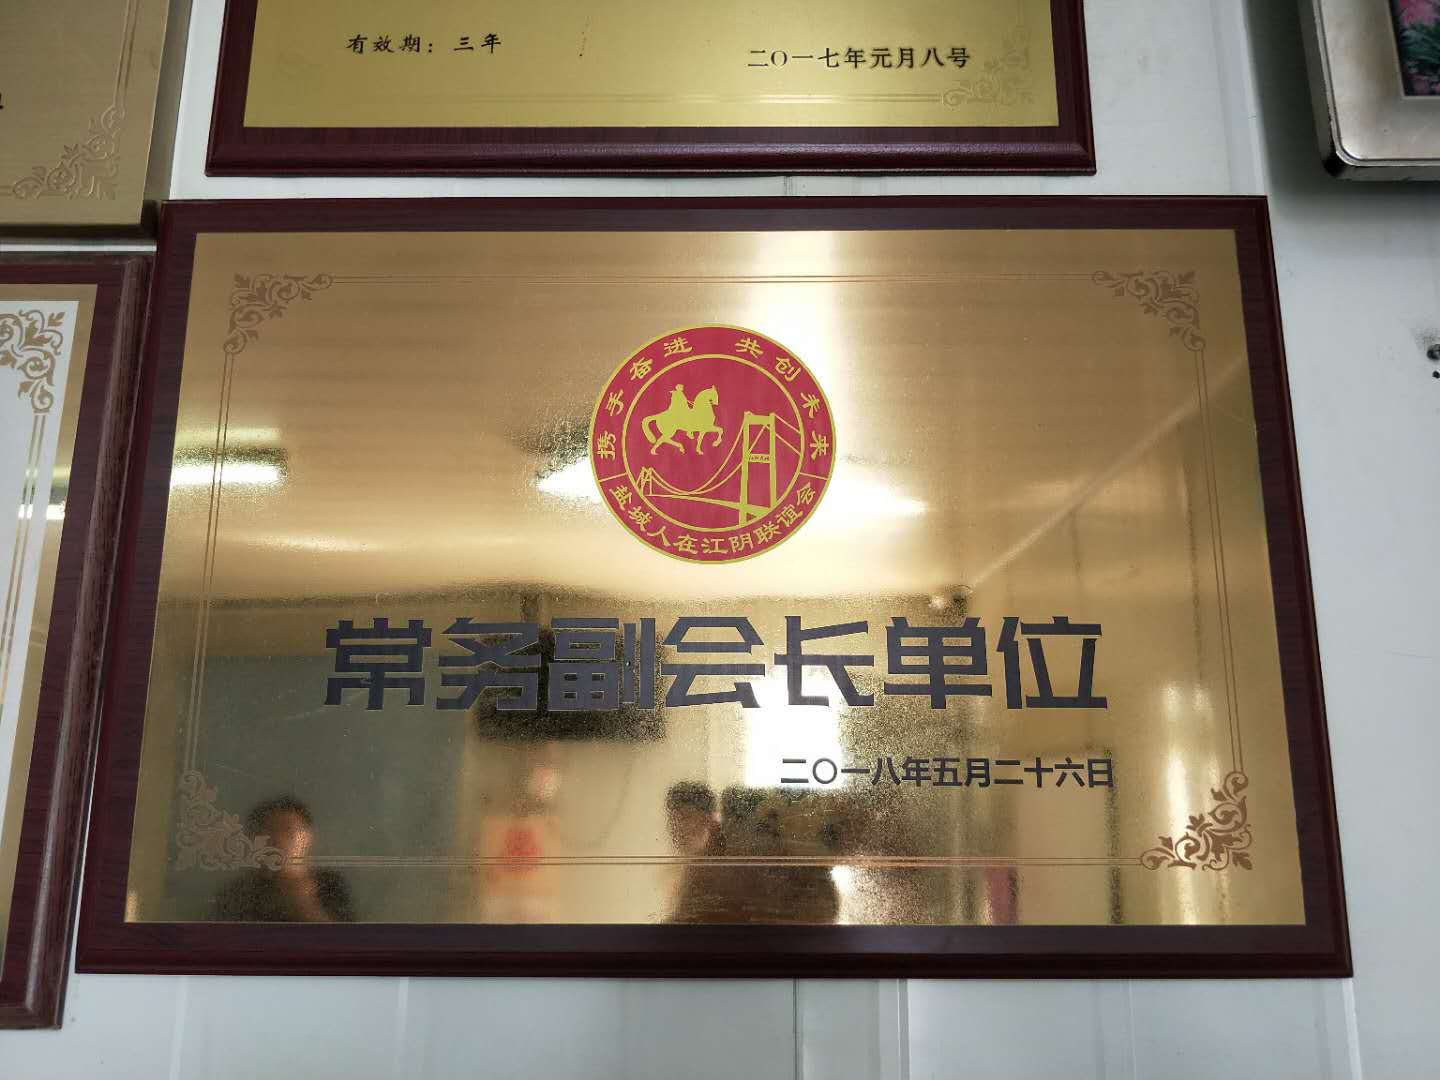 有效期：三年
二〇一七年元月八号
携手奋进 共创未来
盐城人在江阴联谊会
常务副会长单位
二〇一八年五月二十六日